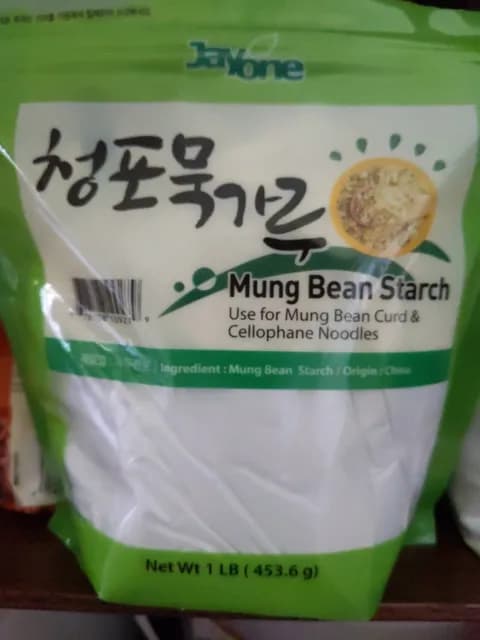 Jayone
청포묵가루
Mung Bean Starch
Use for Mung Bean Curd &
Cellophane Noodles
Ingredient : Mung Bean Starch / Origin : China
Net Wt 1 LB ( 453.6 g)